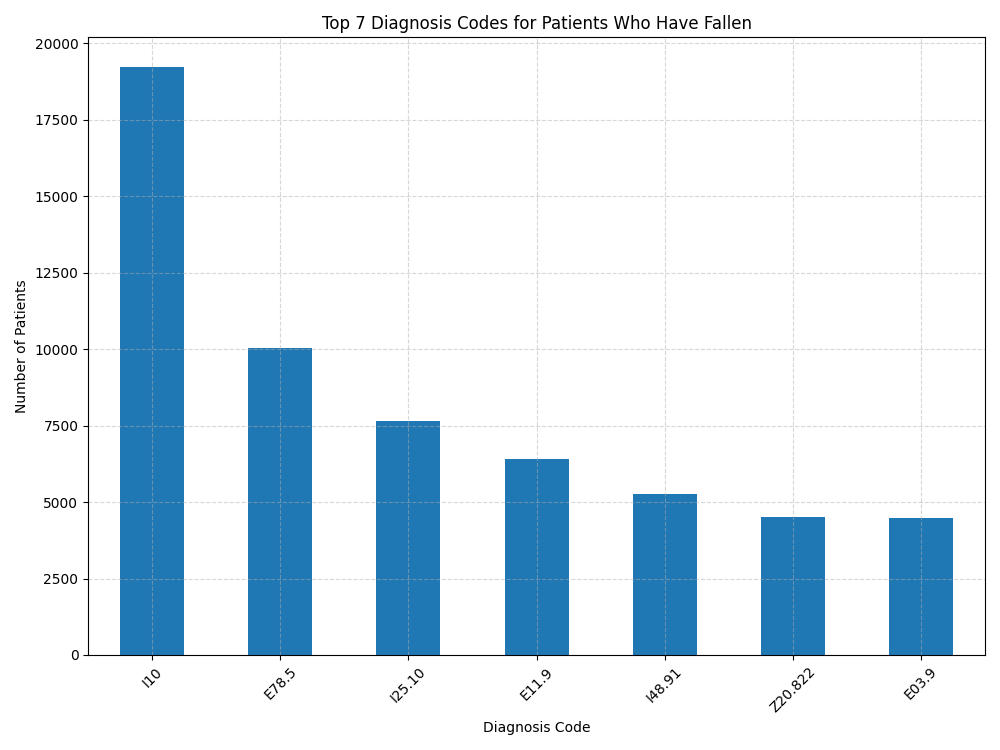 Top 7 Diagnosis Codes for Patients Who Have Fallen
Number of Patients
20000
17500
15000
12500
10000
7500
5000
2500
0
I10
E78.5
I25.10
E11.9
I48.91
Z20.822
E03.9
Diagnosis Code